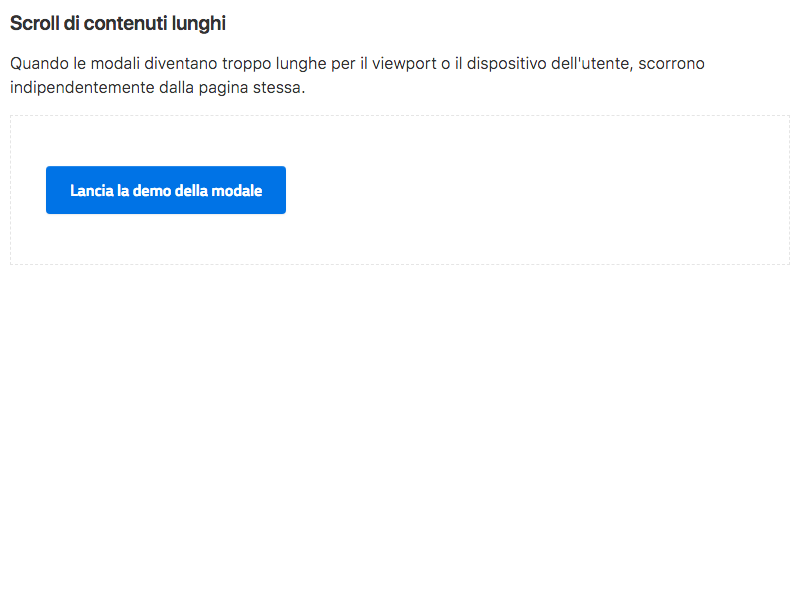 Scroll di contenuti lunghi
Quando le modali diventano troppo lunghe per il viewport o il dispositivo dell'utente, scorrono
indipendentemente dalla pagina stessa.
Lancia la demo della modale